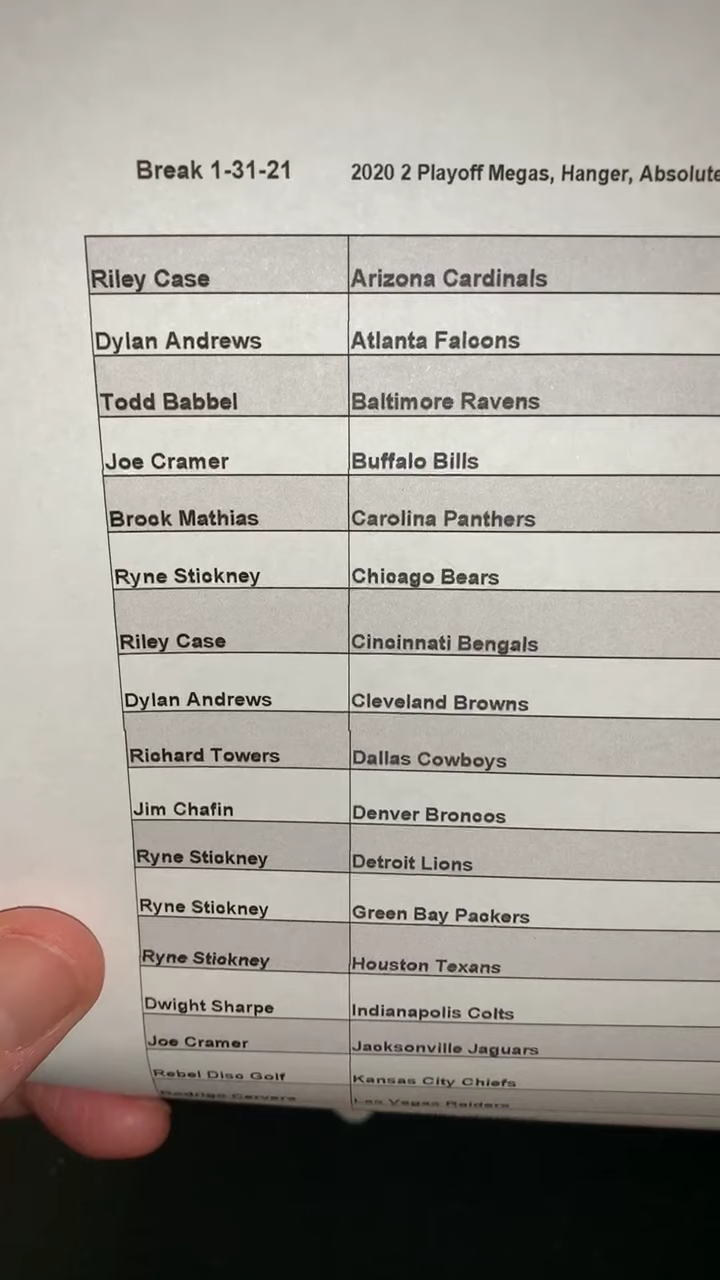 Break 1-31-21 2020 2 Playoff Megas, Hanger, Absolute
Riley Case Arizona Cardinals
Dylan Andrews Atlanta Falcons
Todd Babbel Baltimore Ravens
Joe Cramer Buffalo Bills
Brook Mathias Carolina Panthers
Ryne Stickney Chicago Bears
Riley Case Cincinnati Bengals
Dylan Andrews Cleveland Browns
Richard Towers Dallas Cowboys
Jim Chafin Denver Broncos
Ryne Stickney Detroit Lions
Ryne Stickney Green Bay Packers
Ryne Stickney Houston Texans
Dwight Sharpe Indianapolis Colts
Joe Cramer Jacksonville Jaguars
Rebel Disc Golf Kansas City Chiefs
Las Vegas Raiders